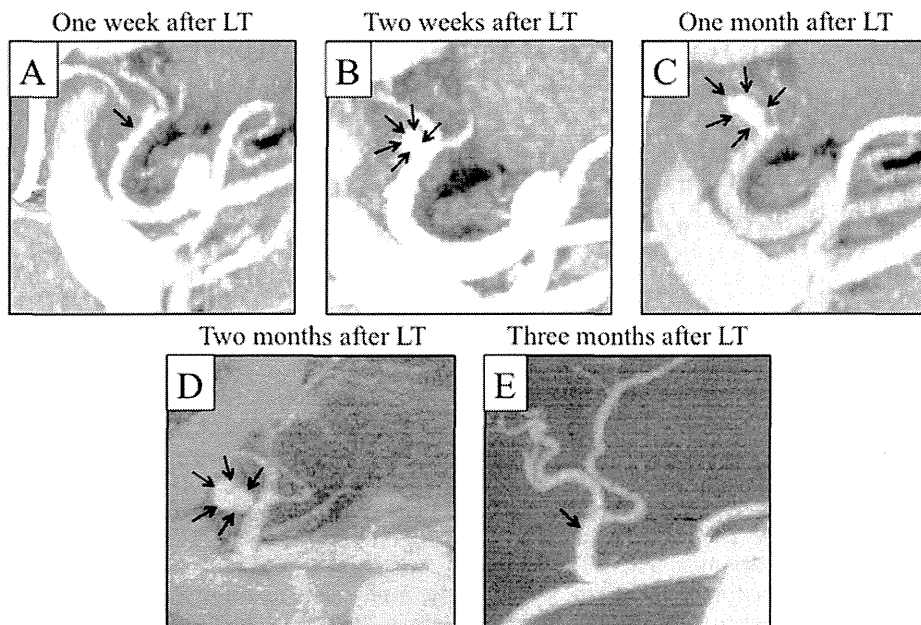 One week after LT
Two weeks after LT
One month after LT
A
B
C
Two months after LT
Three months after LT
D
E